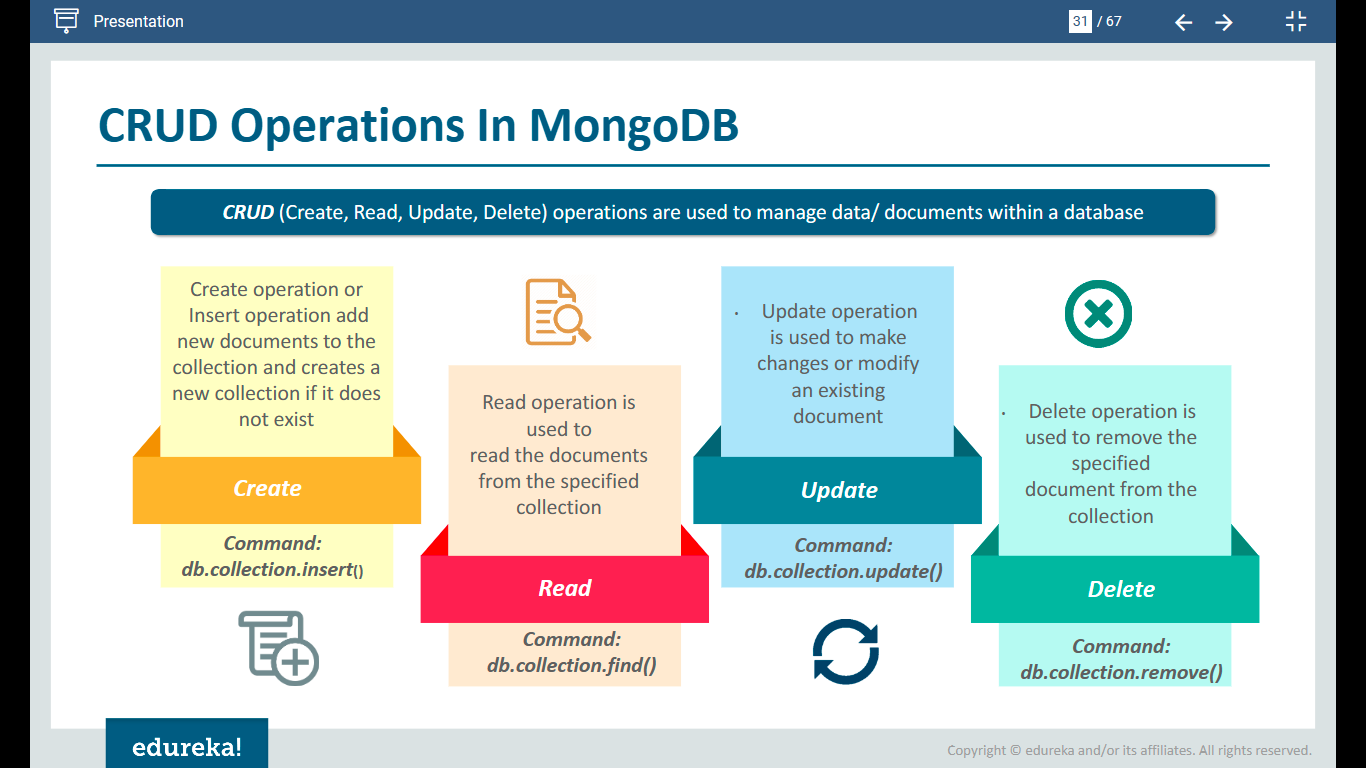 Presentation
31 / 67
CRUD Operations In MongoDB
CRUD (Create, Read, Update, Delete) operations are used to manage data/ documents within a database
Create operation or
Insert operation add
new documents to the
collection and creates a
new collection if it does
not exist
Create
Command:
db.collection.insert()
Read operation is
used to
read the documents
from the specified
collection
Read
Command:
db.collection.find()
· Update operation
is used to make
changes or modify
an existing
document
Update
Command:
db.collection.update()
· Delete operation is
used to remove the
specified
document from the
collection
Delete
Command:
db.collection.remove()
edureka!
Copyright © edureka and/or its affiliates. All rights reserved.